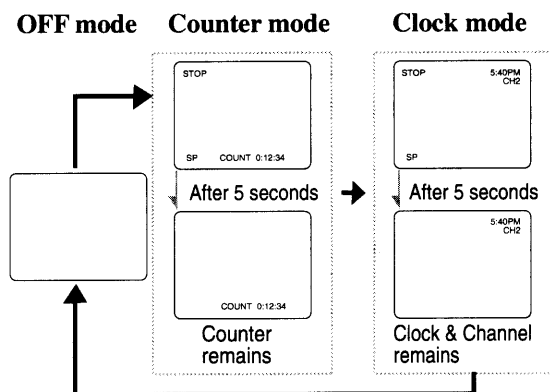 OFF mode
Counter mode
Clock mode
STOP
SP COUNT 0:12:34
After 5 seconds
COUNT 0:12:34
Counter
remains
STOP 5:40PM
CH2
SP
After 5 seconds
5:40PM
CH2
Clock & Channel
remains